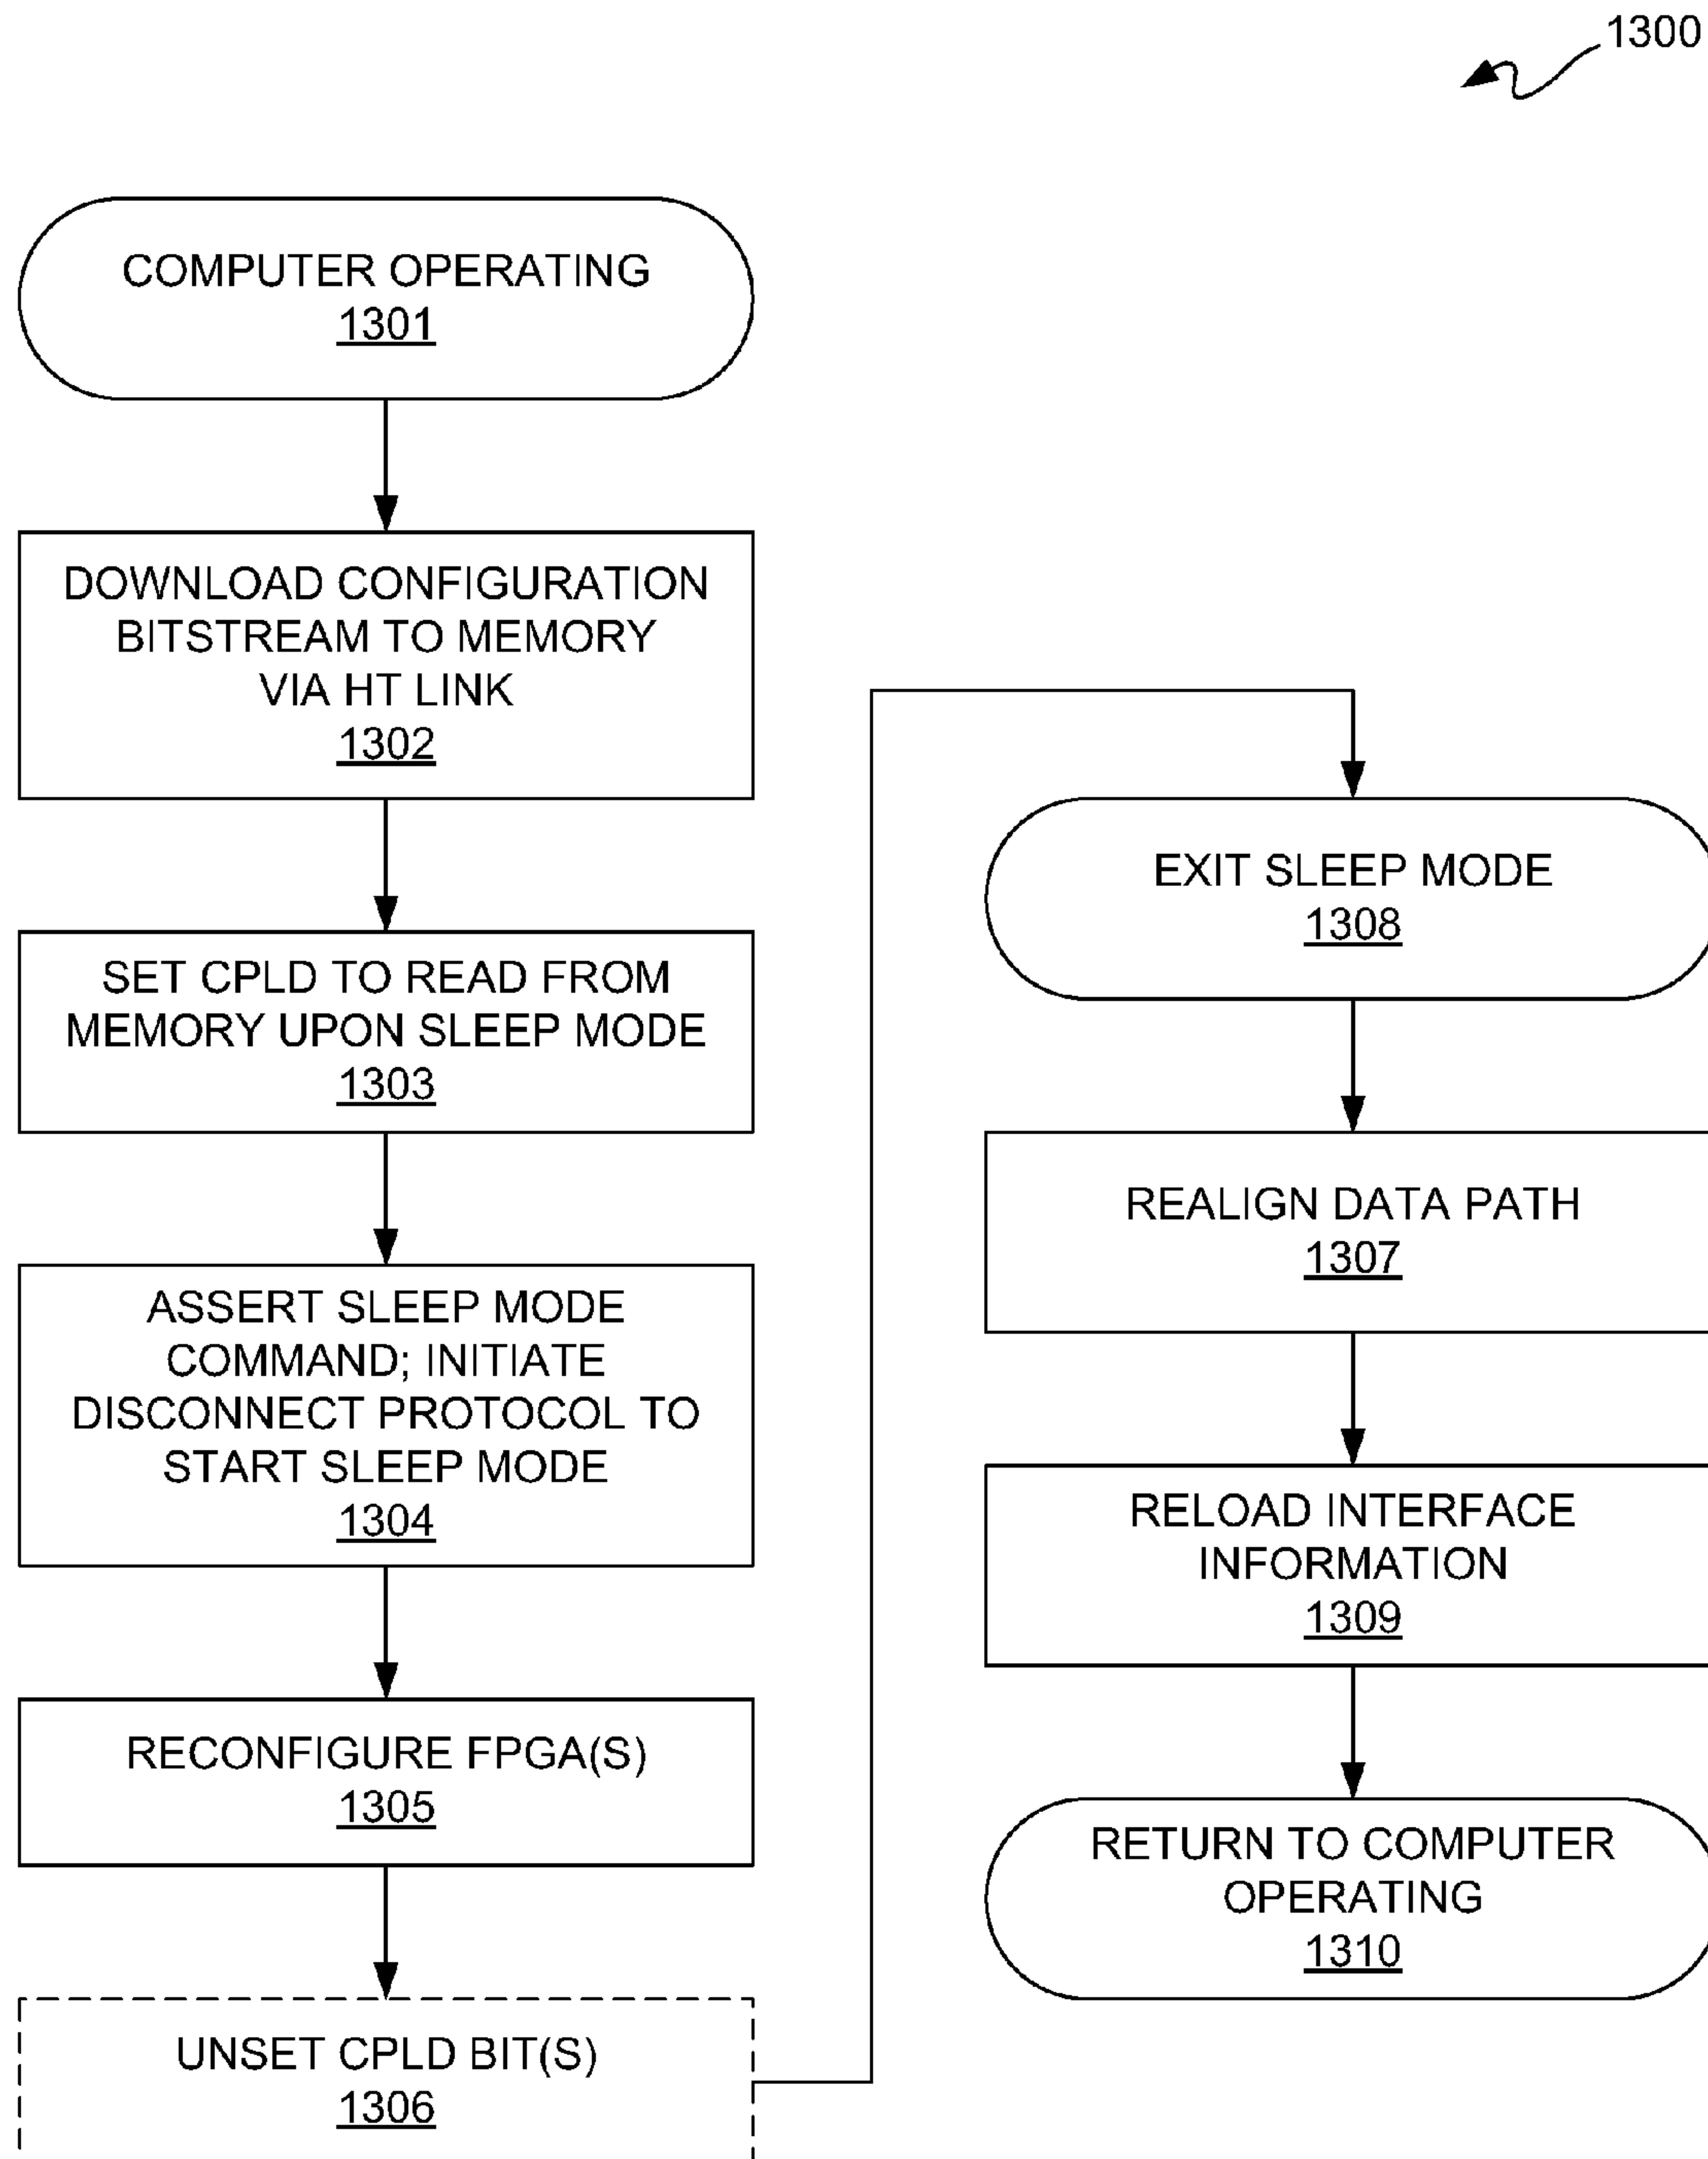 1300
COMPUTER OPERATING
1301
DOWNLOAD CONFIGURATION
BITSTREAM TO MEMORY
VIA HT LINK
1302
SET CPLD TO READ FROM
MEMORY UPON SLEEP MODE
1303
ASSERT SLEEP MODE
COMMAND; INITIATE
DISCONNECT PROTOCOL TO
START SLEEP MODE
1304
RECONFIGURE FPGA(S)
1305
UNSET CPLD BIT(S)
1306
EXIT SLEEP MODE
1308
REALIGN DATA PATH
1307
RELOAD INTERFACE
INFORMATION
1309
RETURN TO COMPUTER
OPERATING
1310